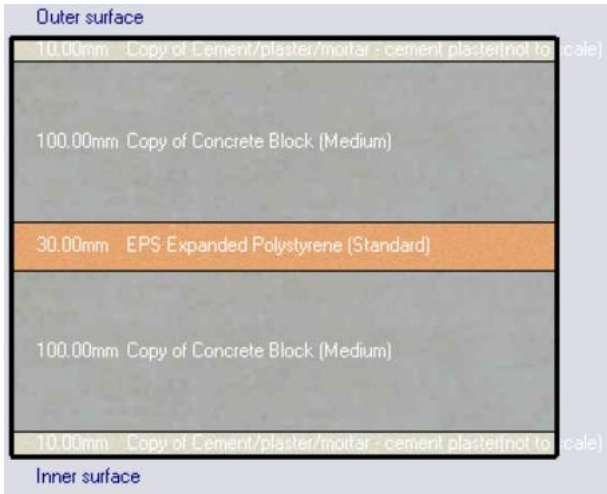 Outer surface
10.00mm Copy of Cement/plaster/mortar - cement plaster(not to scale)
100.00mm Copy of Concrete Block (Medium)
30.00mm EPS Expanded Polystyrene (Standard)
100.00mm Copy of Concrete Block (Medium)
10.00mm Copy of Cement/plaster/mortar - cement plaster(not to scale)
Inner surface